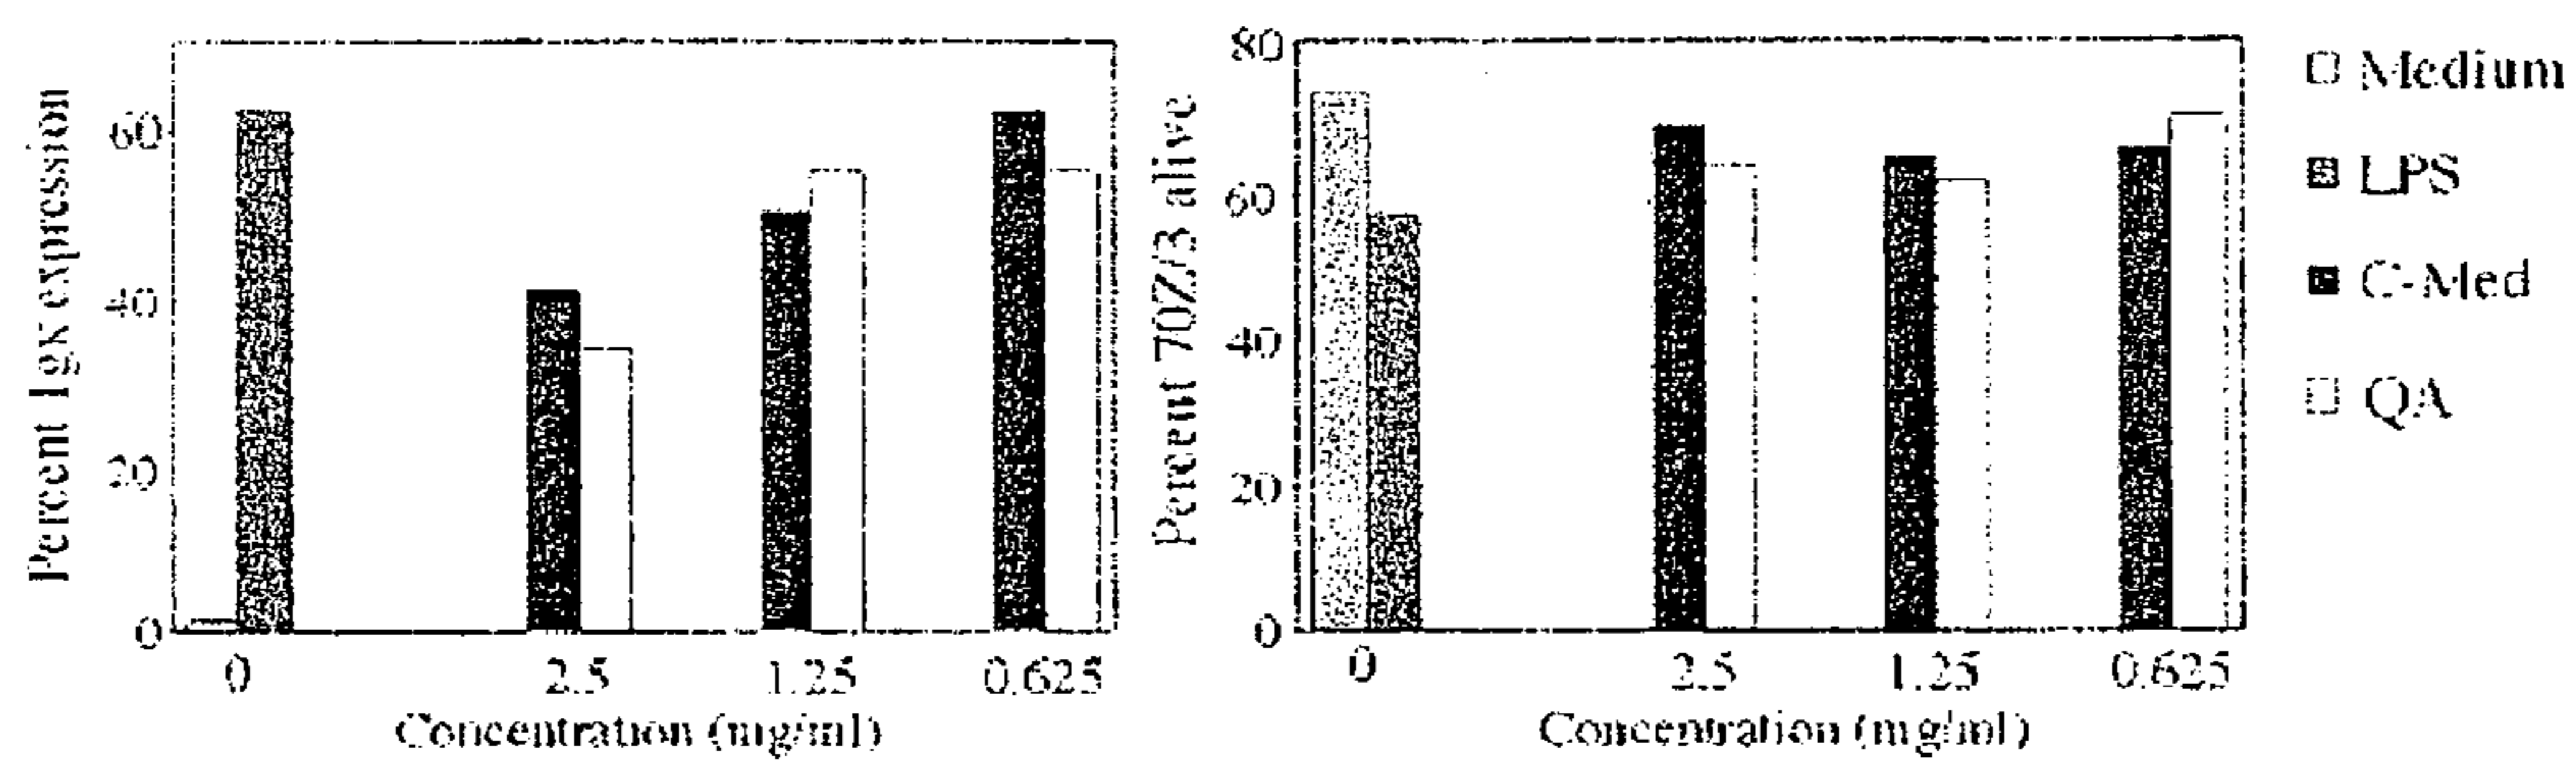 Percent Igκ expression
60
40
20
0
0 2.5 1.25 0.625
Concentration (mg/ml)
Percent 70Z/3 alive
80
60
40
20
0
0 2.5 1.25 0.625
Concentration (mg/ml)
Medium
LPS
C-Med
QA